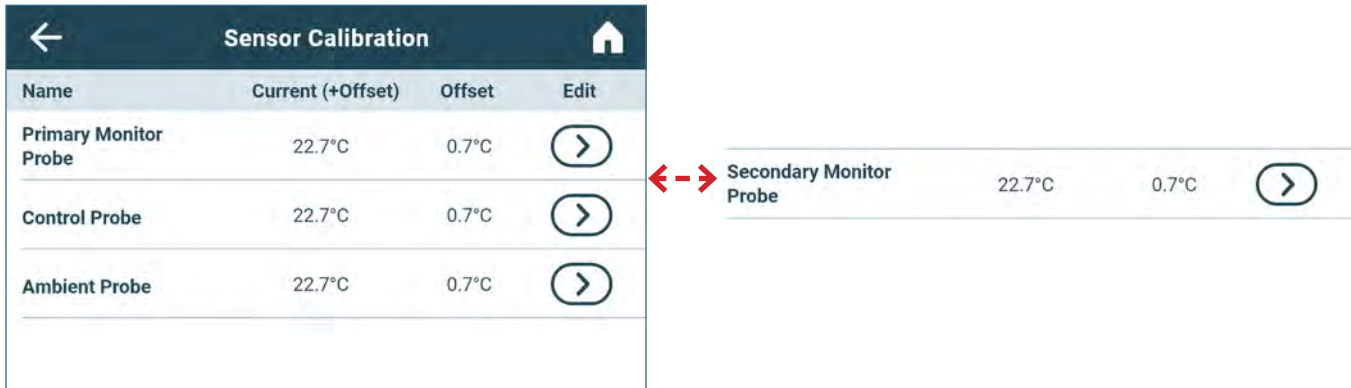 Sensor Calibration
Name Current (+Offset) Offset Edit
Primary Monitor
Probe 22.7°C 0.7°C
Control Probe 22.7°C 0.7°C
Ambient Probe 22.7°C 0.7°C
Secondary Monitor
Probe 22.7°C 0.7°C